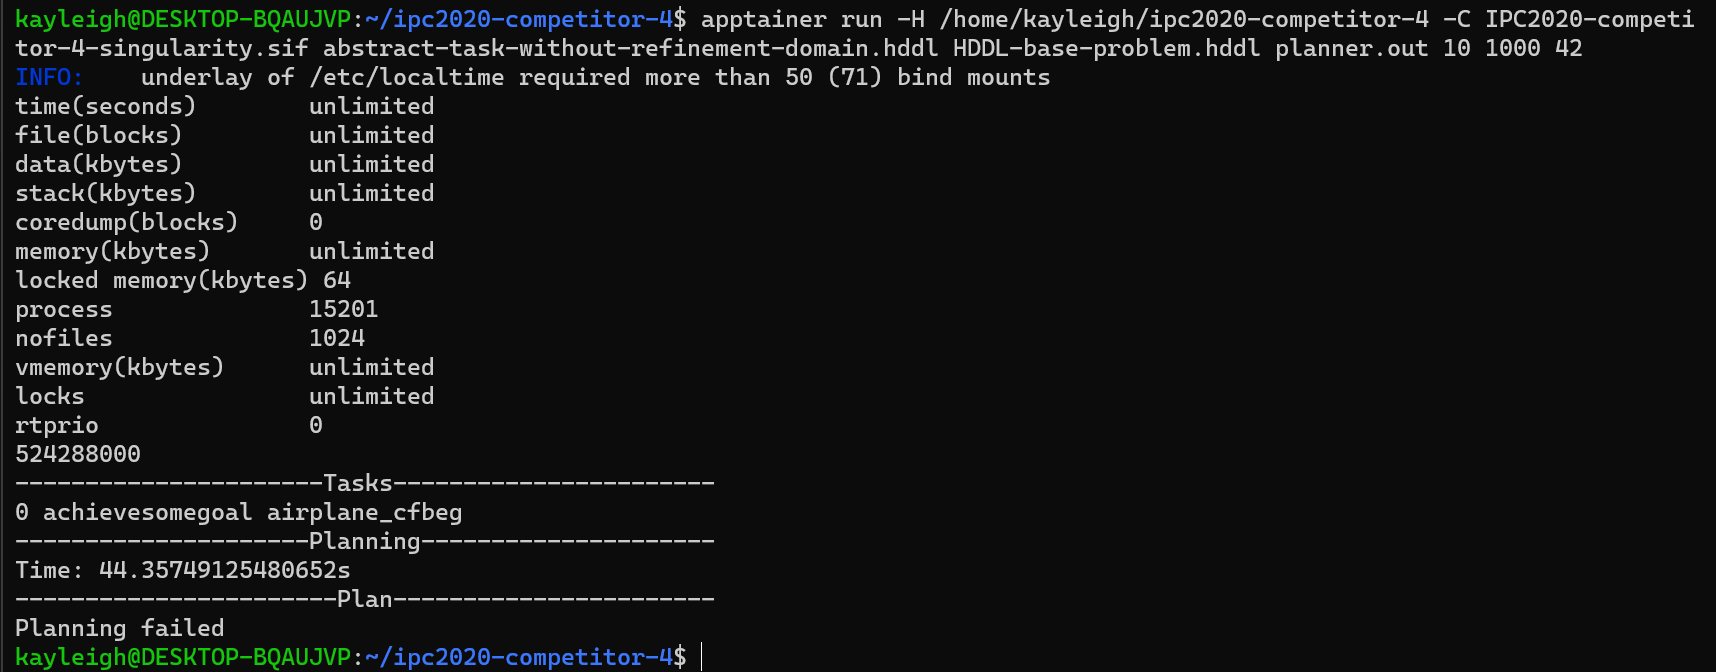 kayleigh@DESKTOP-BQAUJVP:~/ipc2020-competitor-4$ apptainer run -H /home/kayleigh/ipc2020-competitor-4 -C IPC2020-competi
tor-4-singularity.sif abstract-task-without-refinement-domain.hddl HDDL-base-problem.hddl planner.out 10 1000 42
INFO:    underlay of /etc/localtime required more than 50 (71) bind mounts
time(seconds)        unlimited
file(blocks)         unlimited
data(kbytes)         unlimited
stack(kbytes)        unlimited
coredump(blocks)     0
memory(kbytes)       unlimited
locked memory(kbytes) 64
process              15201
nofiles              1024
vmemory(kbytes)      unlimited
locks                unlimited
rtprio               0
524288000
----------------------Tasks-----------------------
0 achievesomegoal airplane_cfbeg
---------------------Planning---------------------
Time: 44.35749125480652s
-----------------------Plan-----------------------
Planning failed
kayleigh@DESKTOP-BQAUJVP:~/ipc2020-competitor-4$